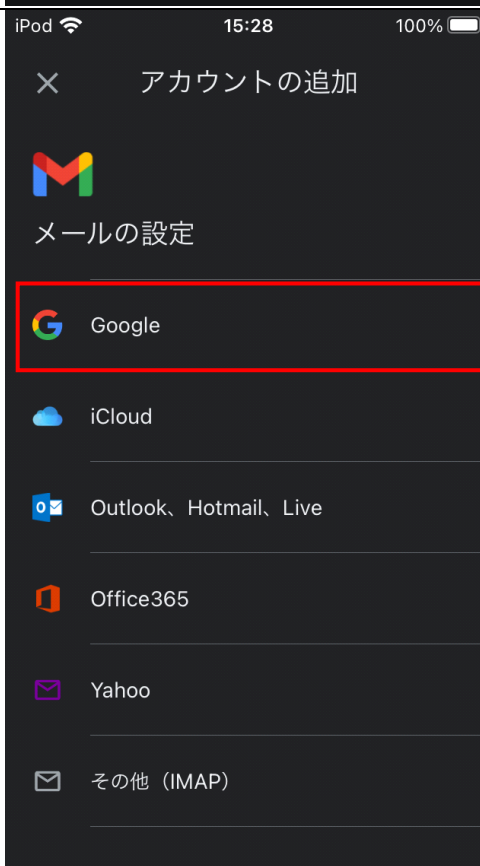 iPod 15:28 100%
アカウントの追加
メールの設定
Google
iCloud
Outlook、Hotmail、Live
Office365
Yahoo
その他（IMAP）